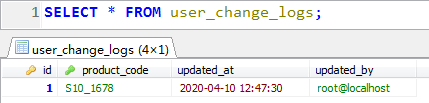 1 SELECT * FROM user_change_logs;
user_change_logs (4×1)
id product_code updated_at updated_by
1 S10_1678 2020-04-10 12:47:30 root@localhost